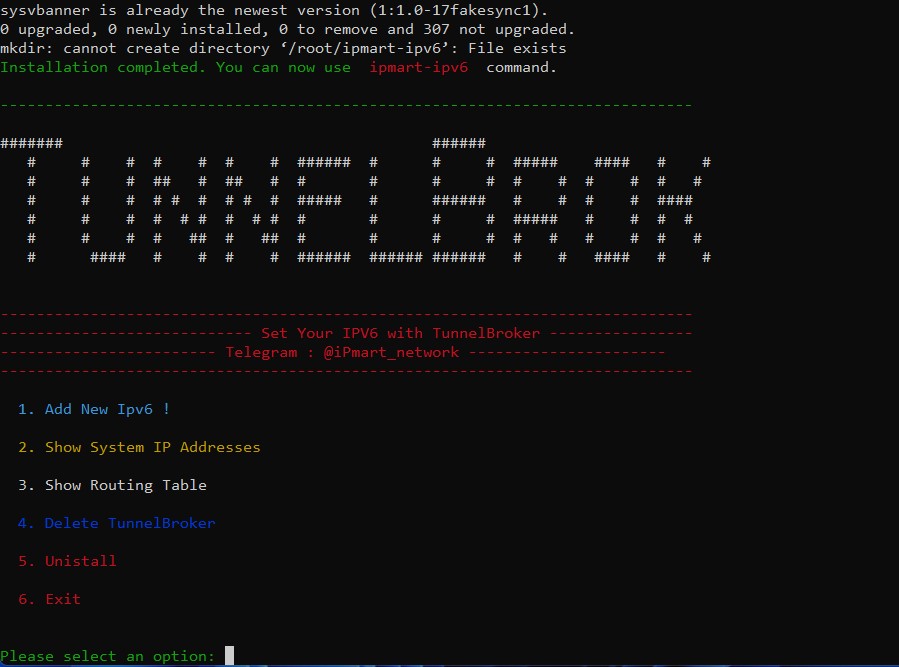 sysvbanner is already the newest version (1:1.0-17fakesync1).
0 upgraded, 0 newly installed, 0 to remove and 307 not upgraded.
mkdir: cannot create directory ‘/root/ipmart-ipv6’: File exists
Installation completed. You can now use  ipmart-ipv6  command.
TUNNEL BROK
Set Your IPV6 with TunnelBroker
Telegram : @iPmart_network
1. Add New Ipv6 !
2. Show System IP Addresses
3. Show Routing Table
4. Delete TunnelBroker
5. Unistall
6. Exit
Please select an option: